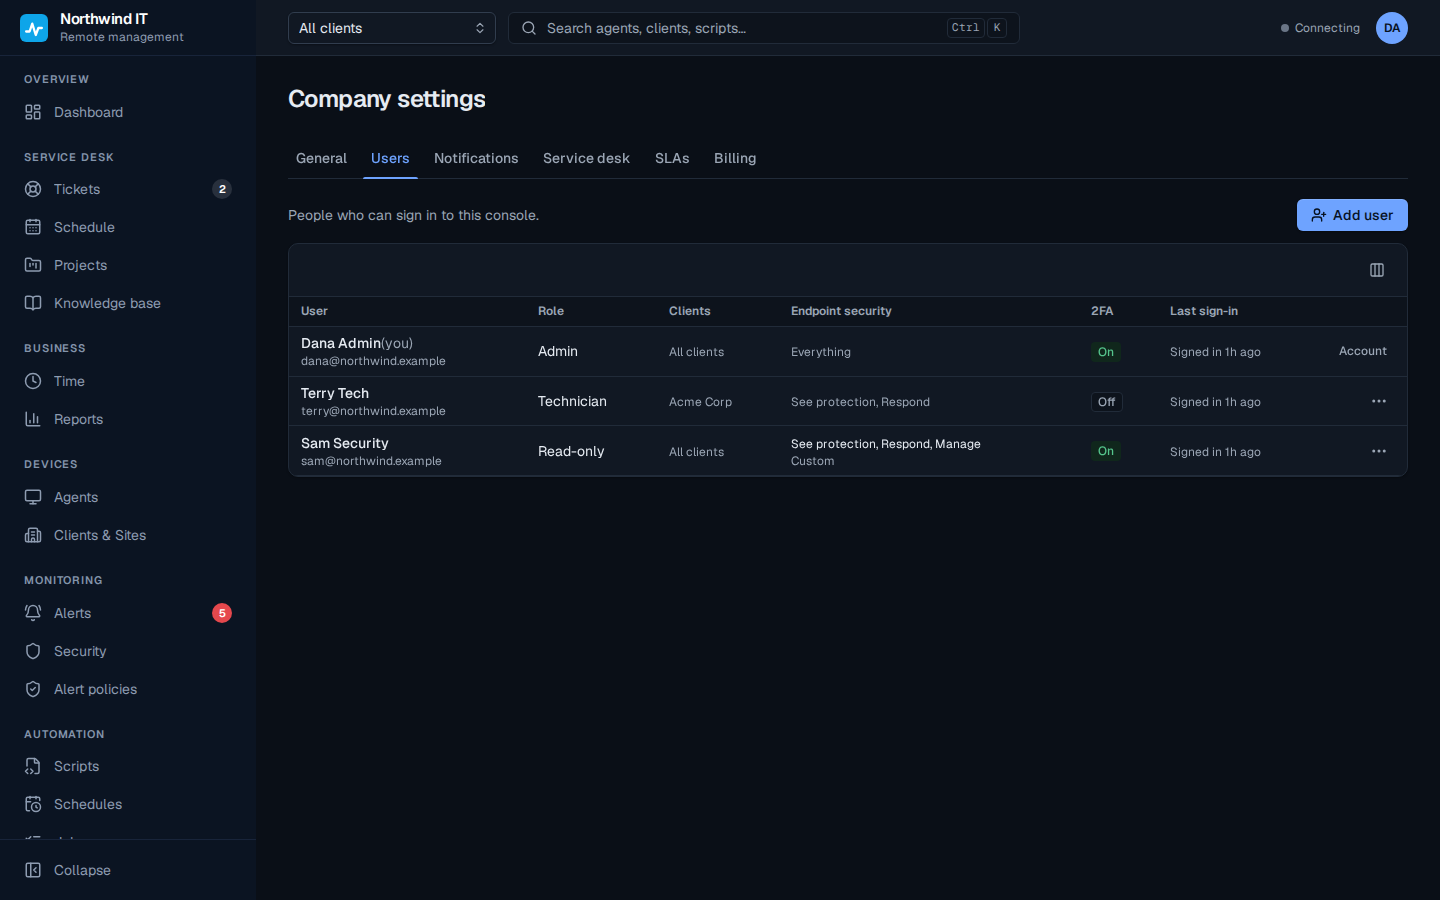 Northwind IT
Remote management
All clients
Search agents, clients, scripts...
Ctrl K
Connecting
DA
OVERVIEW
Dashboard
SERVICE DESK
Tickets 2
Schedule
Projects
Knowledge base
BUSINESS
Time
Reports
DEVICES
Agents
Clients & Sites
MONITORING
Alerts 5
Security
Alert policies
AUTOMATION
Scripts
Schedules
Collapse
Company settings
General Users Notifications Service desk SLAs Billing
People who can sign in to this console.
Add user
User Role Clients Endpoint security 2FA Last sign-in
Dana Admin(you)
dana@northwind.example
Admin All clients Everything On Signed in 1h ago Account
Terry Tech
terry@northwind.example
Technician Acme Corp See protection, Respond Off Signed in 1h ago
Sam Security
sam@northwind.example
Read-only All clients See protection, Respond, Manage
Custom
On Signed in 1h ago